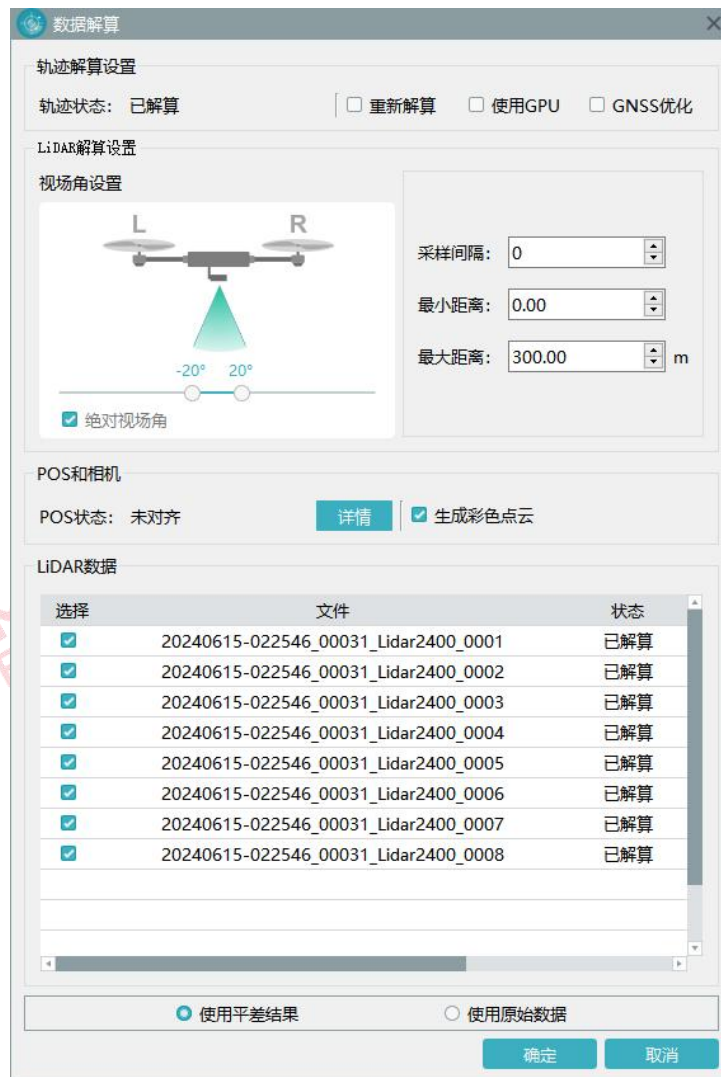 数据解算
轨迹解算设置
轨迹状态: 已解算 重新解算 使用GPU GNSS优化
LiDAR解算设置
视场角设置
L R
-20° 20°
绝对视场角
采样间隔: 0
最小距离: 0.00
最大距离: 300.00 m
POS和相机
POS状态: 未对齐 详情 生成彩色点云
LiDAR数据
选择 文件 状态
20240615-022546_00031_Lidar2400_0001 已解算
20240615-022546_00031_Lidar2400_0002 已解算
20240615-022546_00031_Lidar2400_0003 已解算
20240615-022546_00031_Lidar2400_0004 已解算
20240615-022546_00031_Lidar2400_0005 已解算
20240615-022546_00031_Lidar2400_0006 已解算
20240615-022546_00031_Lidar2400_0007 已解算
20240615-022546_00031_Lidar2400_0008 已解算
使用平差结果 使用原始数据
确定 取消